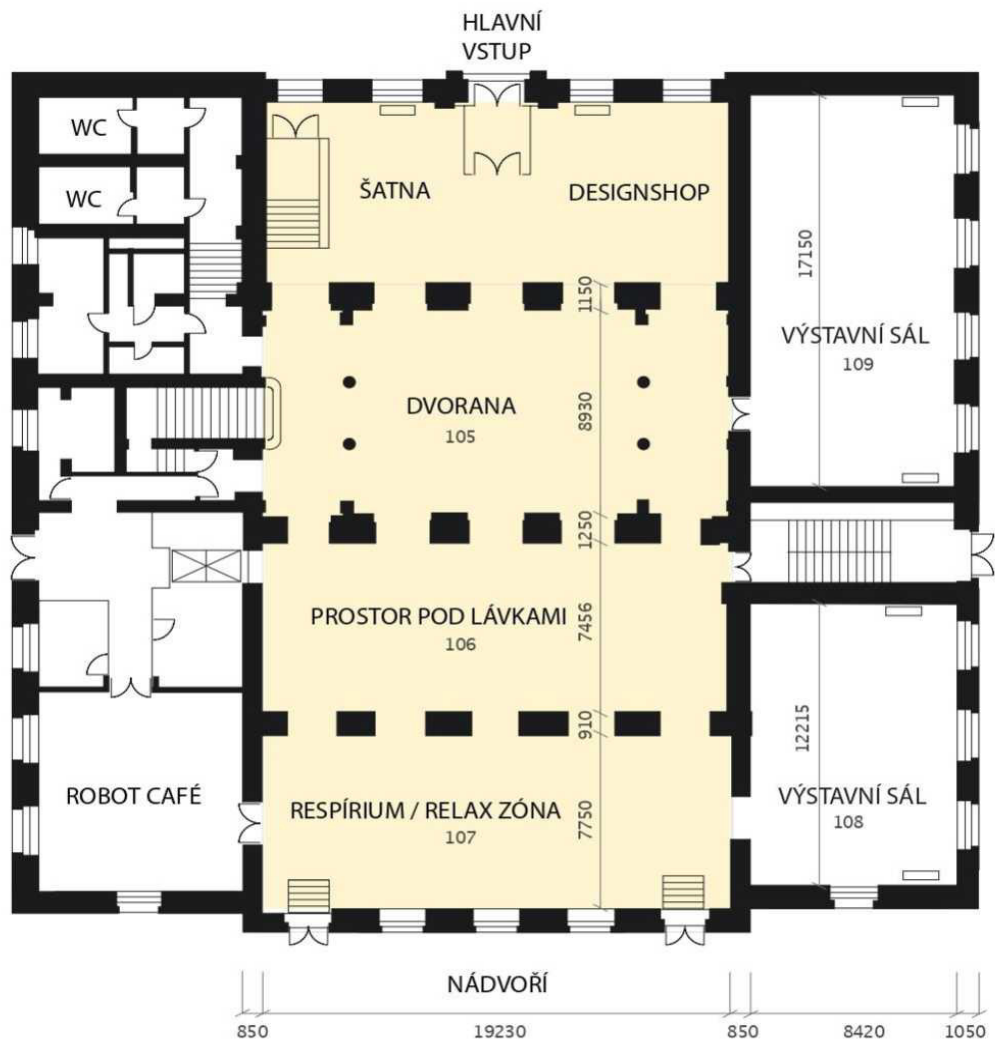 HLAVNÍ
VSTUP
WC
WC
ŠATNA
DESIGNSHOP
17150
1150
VÝSTAVNÍ SÁL
109
DVORANA
105
8930
1250
PROSTOR POD LÁVKAMI
106
7456
910
12215
ROBOT CAFÉ
RESPÍRIUM / RELAX ZÓNA
107
7750
VÝSTAVNÍ SÁL
108
NÁDVOŘÍ
850
19230
850
8420
1050